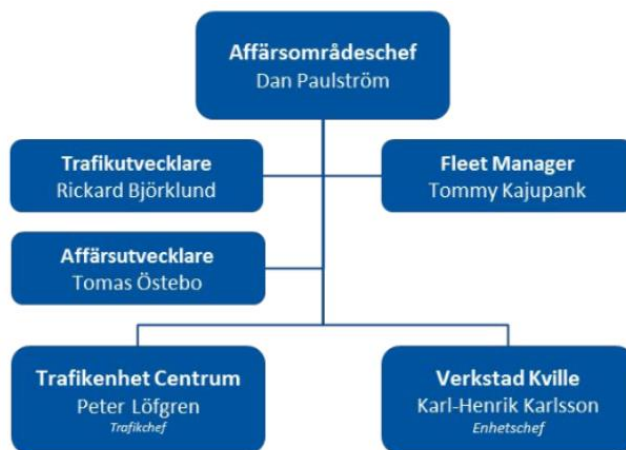 Affärsområdeschef
Dan Paulström
Trafikutvecklare
Rickard Björklund
Fleet Manager
Tommy Kajupank
Affärsutvecklare
Tomas Östebo
Trafikenhet Centrum
Peter Löfgren
Trafikchef
Verkstad Kville
Karl-Henrik Karlsson
Enhetschef